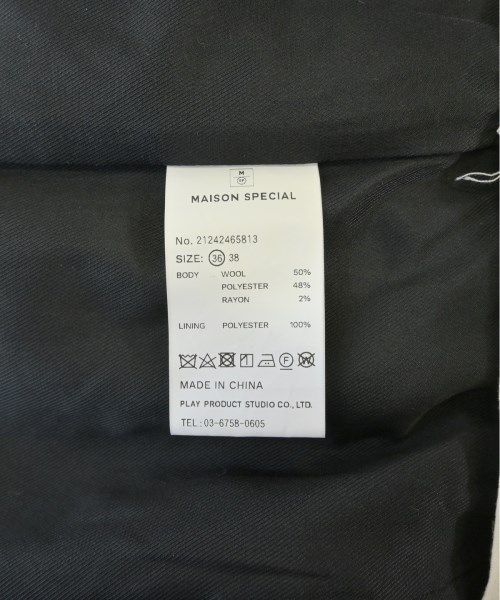 M
SP
MAISON SPECIAL
No. 21242465813
SIZE: 36 38
BODY WOOL 50%
POLYESTER 48%
RAYON 2%
LINING POLYESTER 100%
MADE IN CHINA
PLAY PRODUCT STUDIO CO., LTD.
TEL : 03-6758-0605